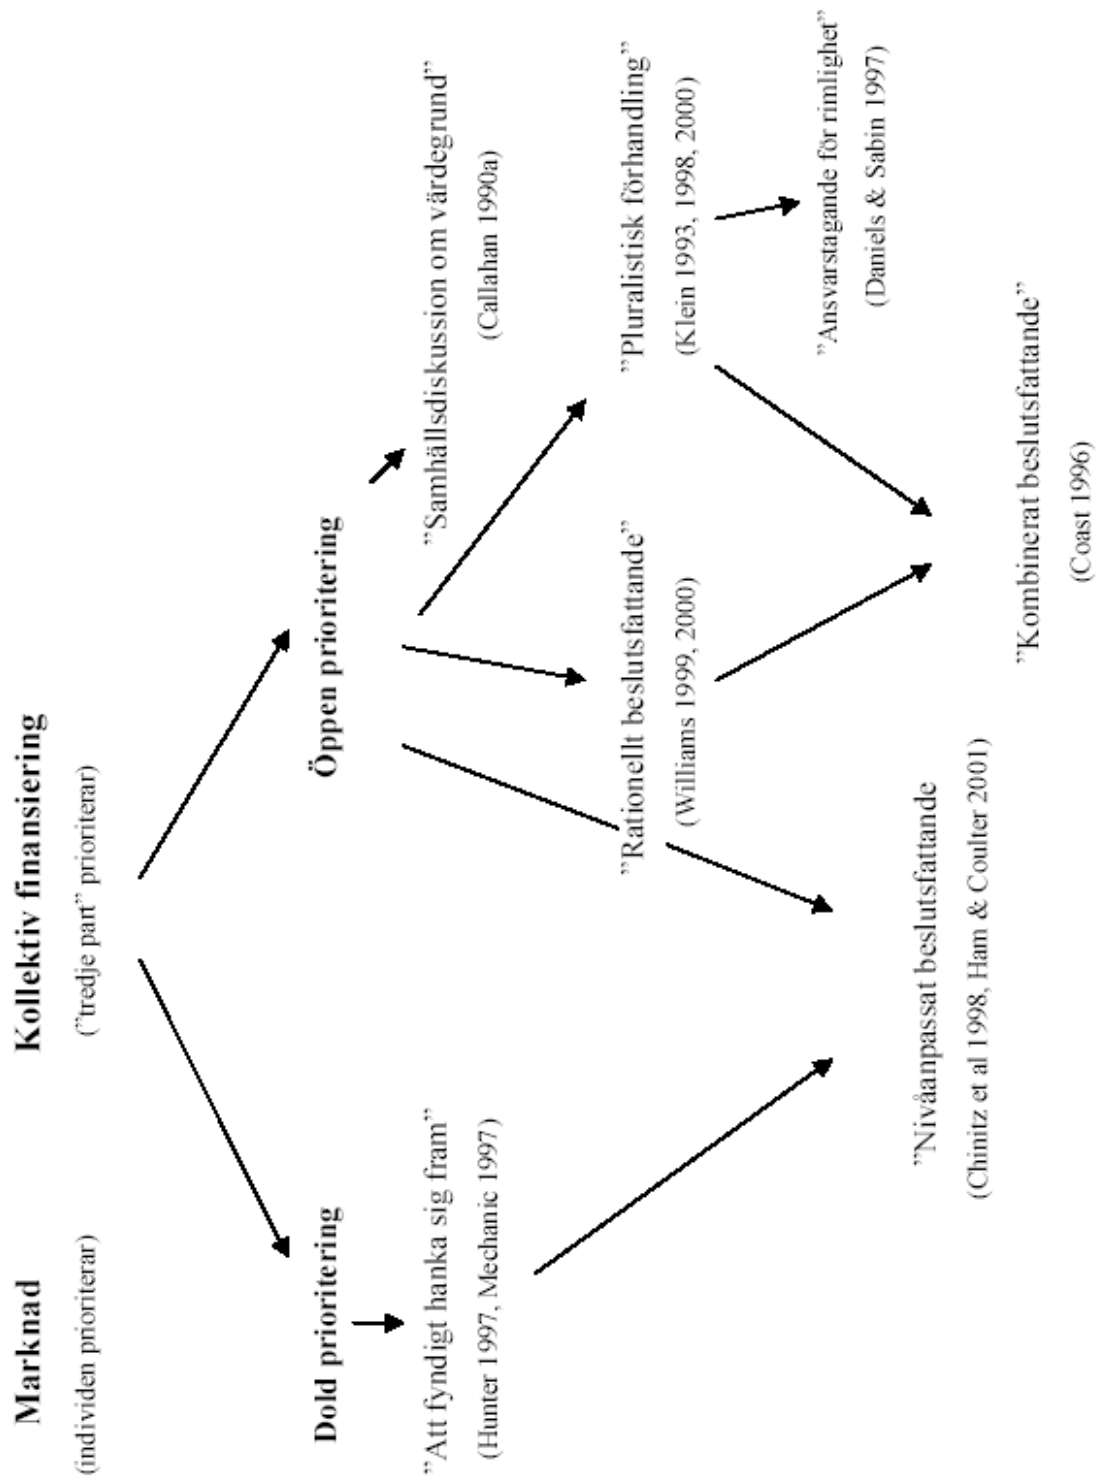 Marknad
(individen prioriterar)
Kollektiv finansiering
(”tredje part” prioriterar)
Dold prioritering
Öppen prioritering
”Att fyndigt hanka sig fram”
(Hunter 1997, Mechanic 1997)
”Samhällsdiskussion om värdegrund”
(Callahan 1990a)
”Rationellt beslutsfattande”
(Williams 1999, 2000)
”Pluralistisk förhandling”
(Klein 1993, 1998, 2000)
”Ansvarstagande för rimlighet”
(Daniels & Sabin 1997)
”Nivåanpassat beslutsfattande
(Chinitz et al 1998, Ham & Coulter 2001)
”Kombinerat beslutsfattande”
(Coast 1996)